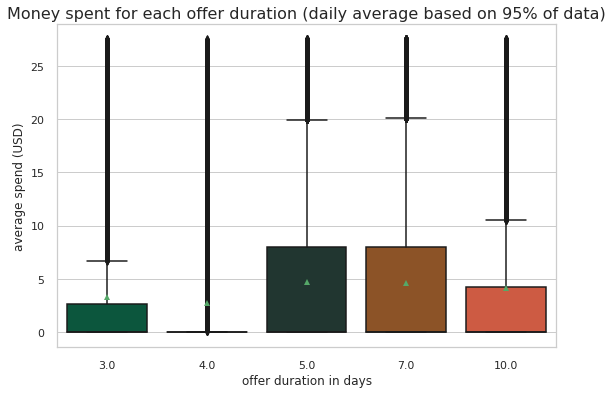 Money spent for each offer duration (daily average based on 95% of data)
average spend (USD)
25
20
15
10
5
0
3.0 4.0 5.0 7.0 10.0
offer duration in days